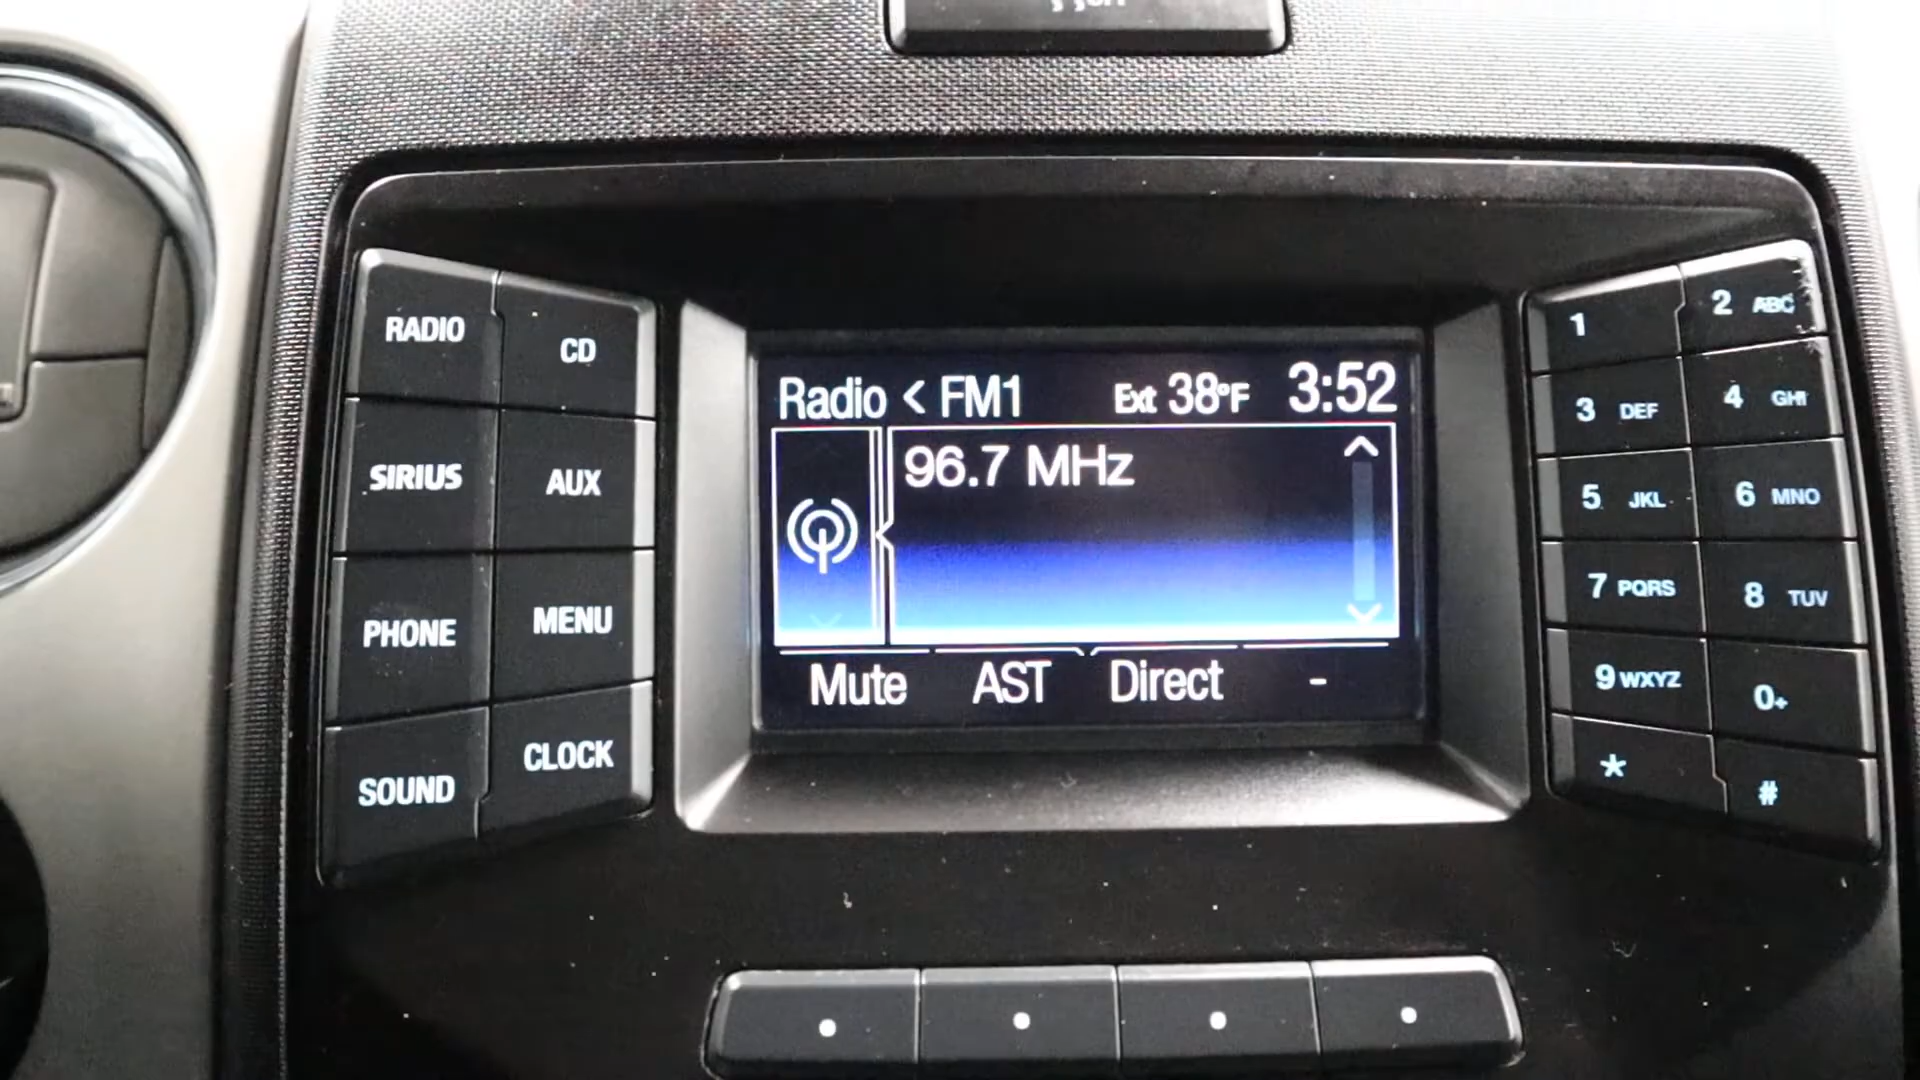 RADIO
CD
SIRIUS
AUX
PHONE
MENU
SOUND
CLOCK
Radio < FM1 Ext 38°F 3:52
96.7 MHz
Mute AST Direct -
1
2 ABC
3 DEF
4 GHI
5 JKL
6 MNO
7 PQRS
8 TUV
9 WXYZ
0+
*
#